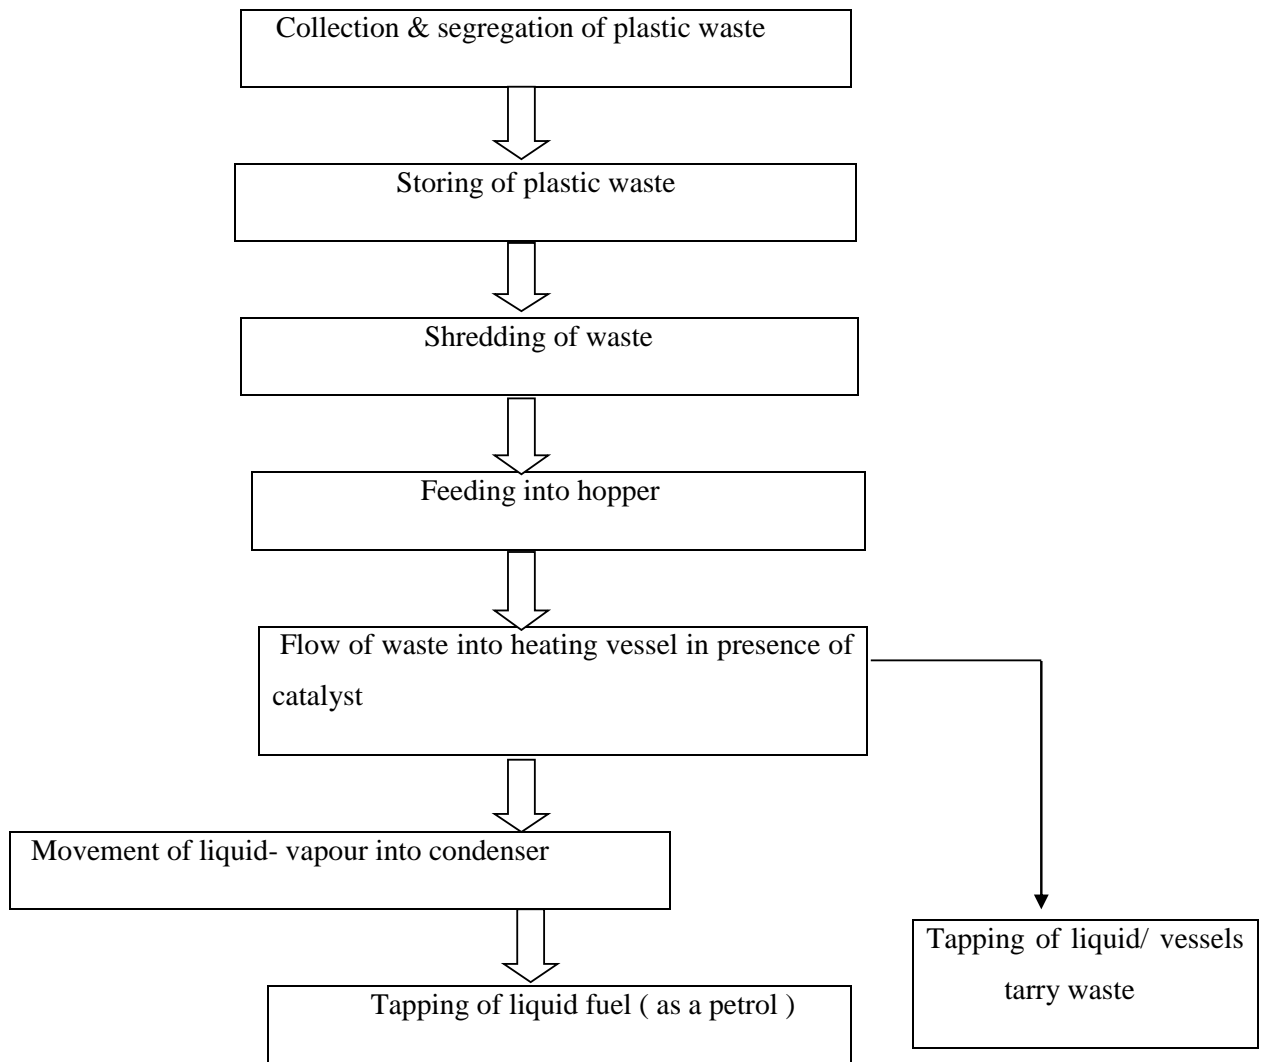 Collection & segregation of plastic waste
Storing of plastic waste
Shredding of waste
Feeding into hopper
Flow of waste into heating vessel in presence of
catalyst
Movement of liquid- vapour into condenser
Tapping of liquid/ vessels
tarry waste
Tapping of liquid fuel ( as a petrol )